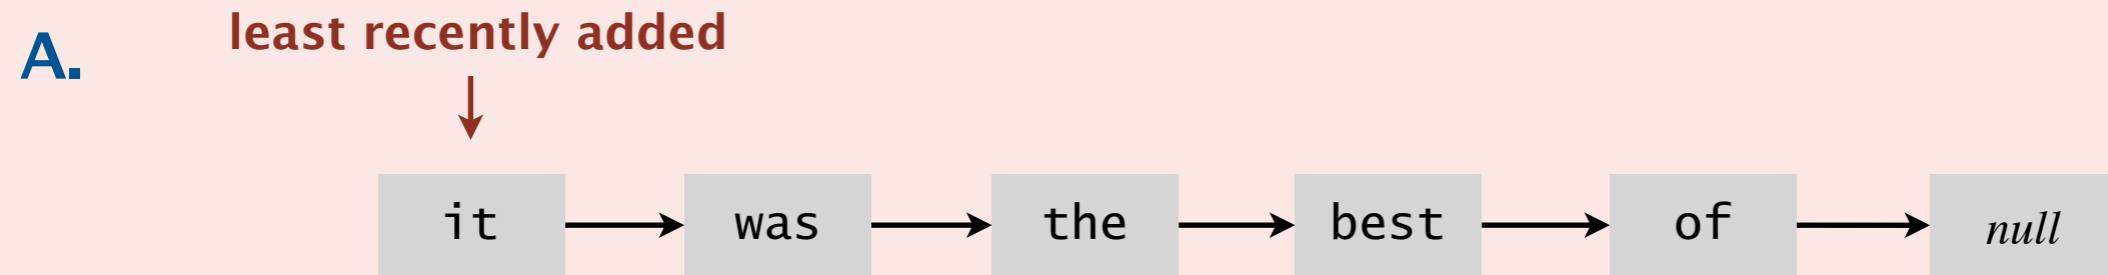 A.
least recently added
it was the best of null